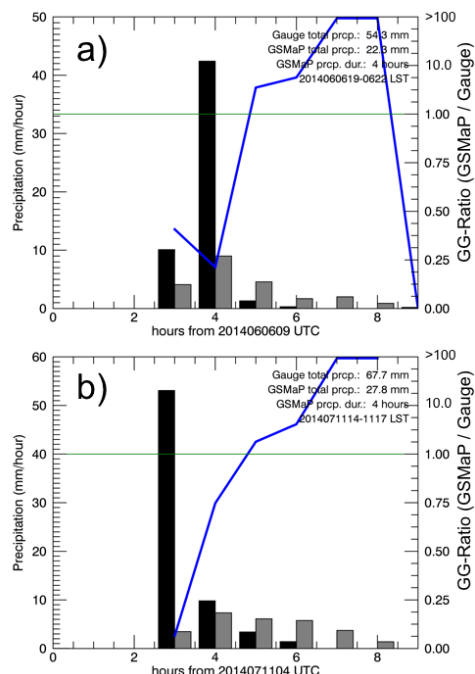 a)
Gauge total prcp.: 54.3 mm
GSMaP total prcp.: 22.3 mm
GSMaP prcp. dur.: 4 hours
2014060619-0622 LST
Precipitation (mm/hour)
50
40
30
20
10
0
>100
10.0
1.00
0.75
0.50
0.25
0.00
GG-Ratio (GSMaP / Gauge)
0 2 4 6 8
hours from 2014060609 UTC
b)
Gauge total prcp.: 67.7 mm
GSMaP total prcp.: 27.8 mm
GSMaP prcp. dur.: 4 hours
2014071114-1117 LST
Precipitation (mm/hour)
60
50
40
30
20
10
0
>100
10.0
1.00
0.75
0.50
0.25
0.00
GG-Ratio (GSMaP / Gauge)
0 2 4 6 8
hours from 2014071104 UTC